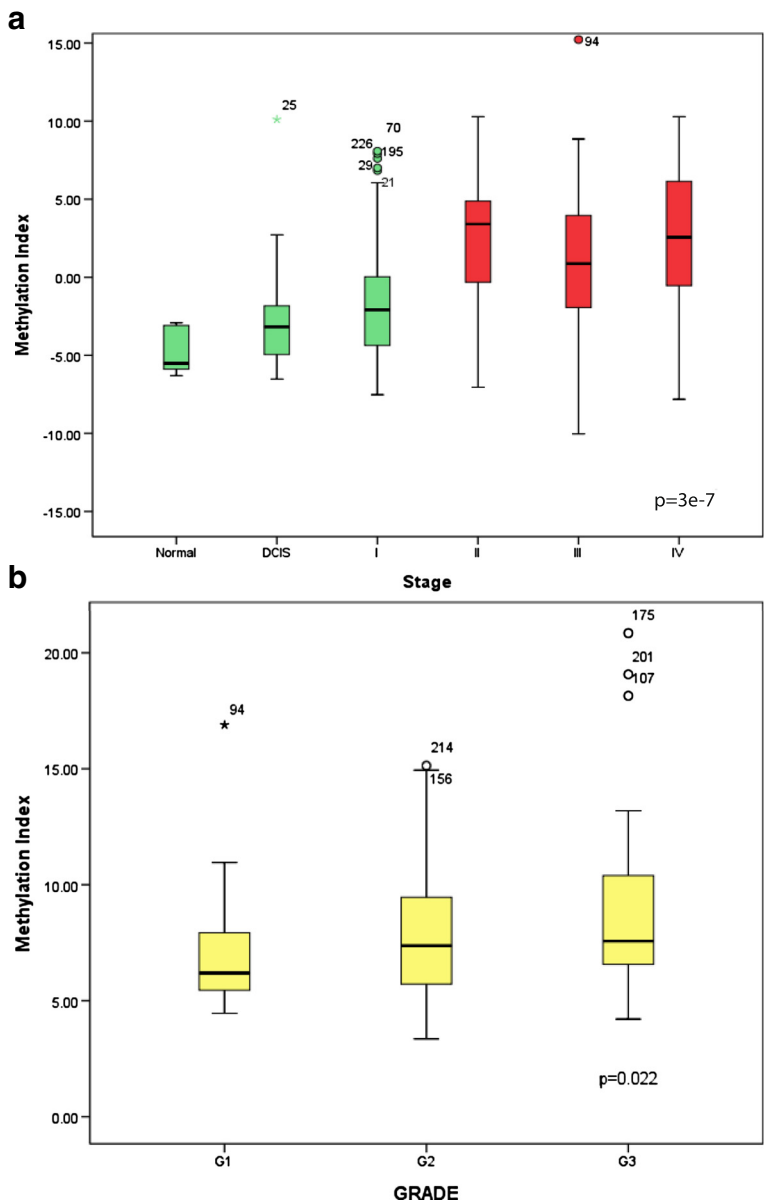 a
15.00
10.00
5.00
0.00
-5.00
-10.00
-15.00
Methylation Index
25
70
226
195
29
21
94
p=3e-7
Normal DCIS I II III IV
Stage
b
20.00
15.00
10.00
5.00
0.00
Methylation Index
94
214
156
175
201
107
p=0.022
G1 G2 G3
GRADE